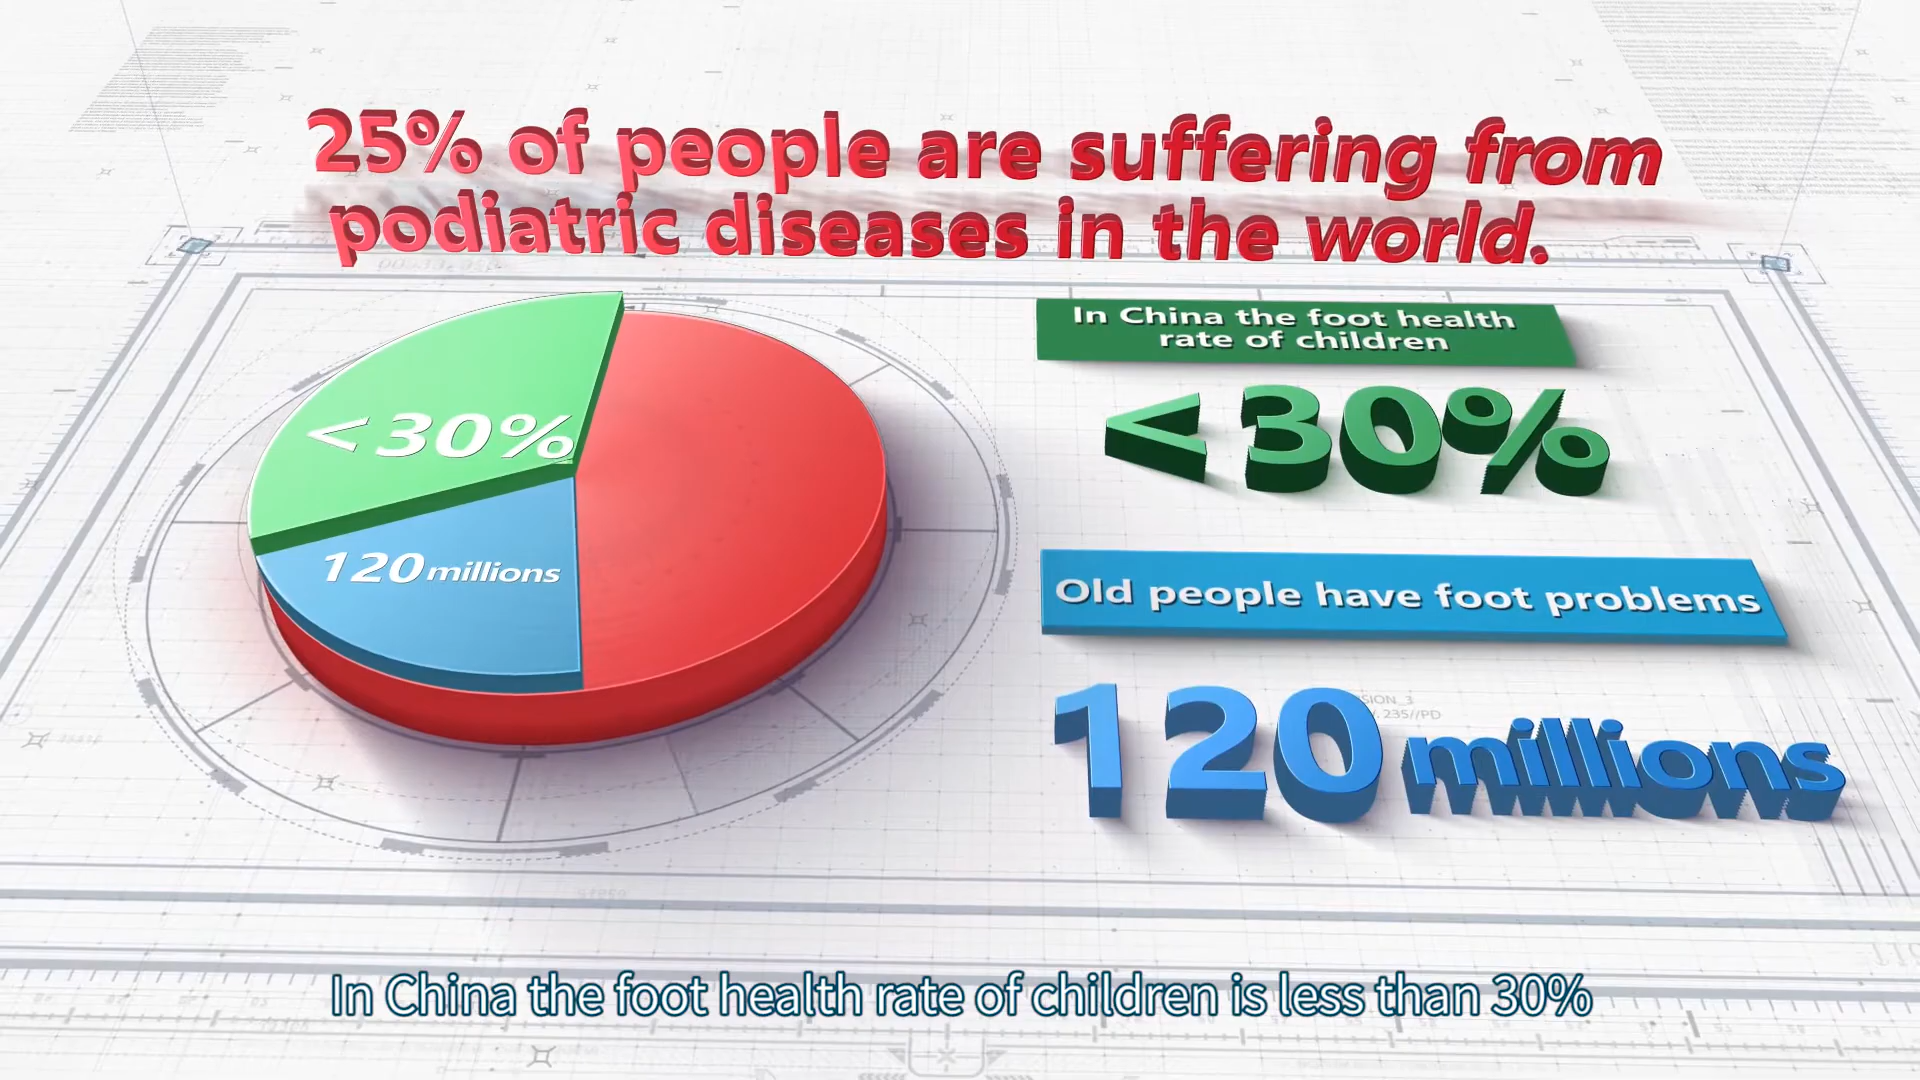 25% of people are suffering from
podiatric diseases in the world.
<30%
120 millions
In China the foot health
rate of children
<30%
Old people have foot problems
120 millions
In China the foot health rate of children is less than 30%